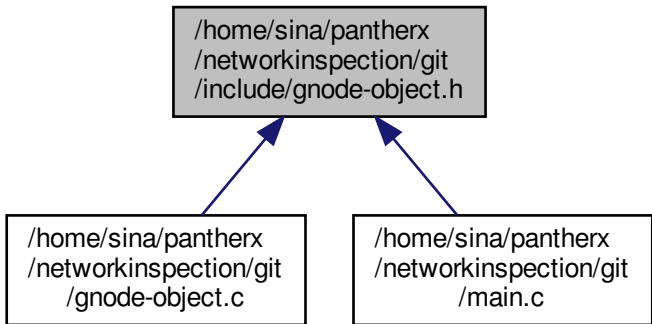 /home/sina/pantherx
/networkinspection/git
/include/gnode-object.h
/home/sina/pantherx
/networkinspection/git
/gnode-object.c
/home/sina/pantherx
/networkinspection/git
/main.c